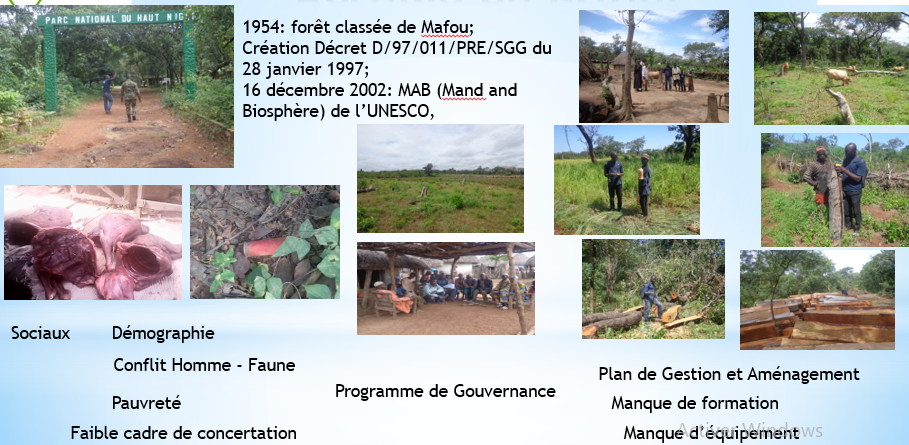 PARC NATIONAL DU HAUT NIG
1954: forêt classée de Mafou;
Création Décret D/97/011/PRE/SGG du
28 janvier 1997;
16 décembre 2002: MAB (Mand and
Biosphère) de l'UNESCO,
Sociaux
Démographie
Conflit Homme - Faune
Pauvreté
Faible cadre de concertation
Programme de Gouvernance
Plan de Gestion et Aménagement
Manque de formation
Manque d'équipement
Activer Windows